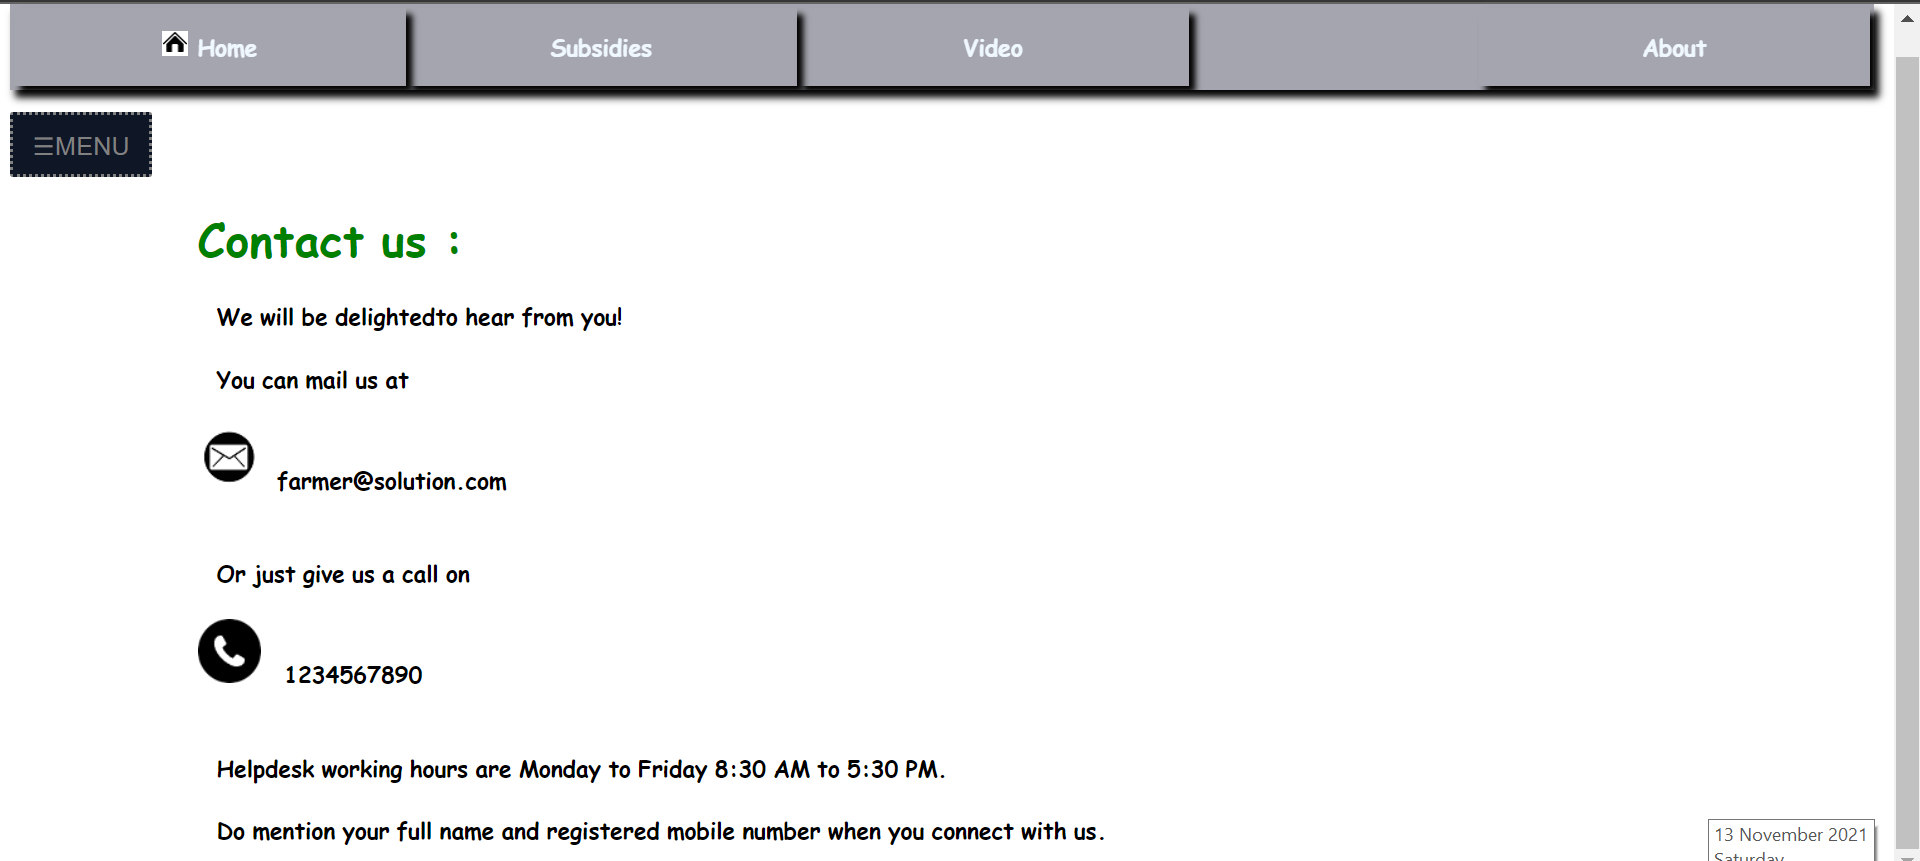 Home Subsidies Video About
☰MENU
Contact us :
We will be delightedto hear from you!
You can mail us at
farmer@solution.com
Or just give us a call on
1234567890
Helpdesk working hours are Monday to Friday 8:30 AM to 5:30 PM.
Do mention your full name and registered mobile number when you connect with us.
13 November 2021
Saturday